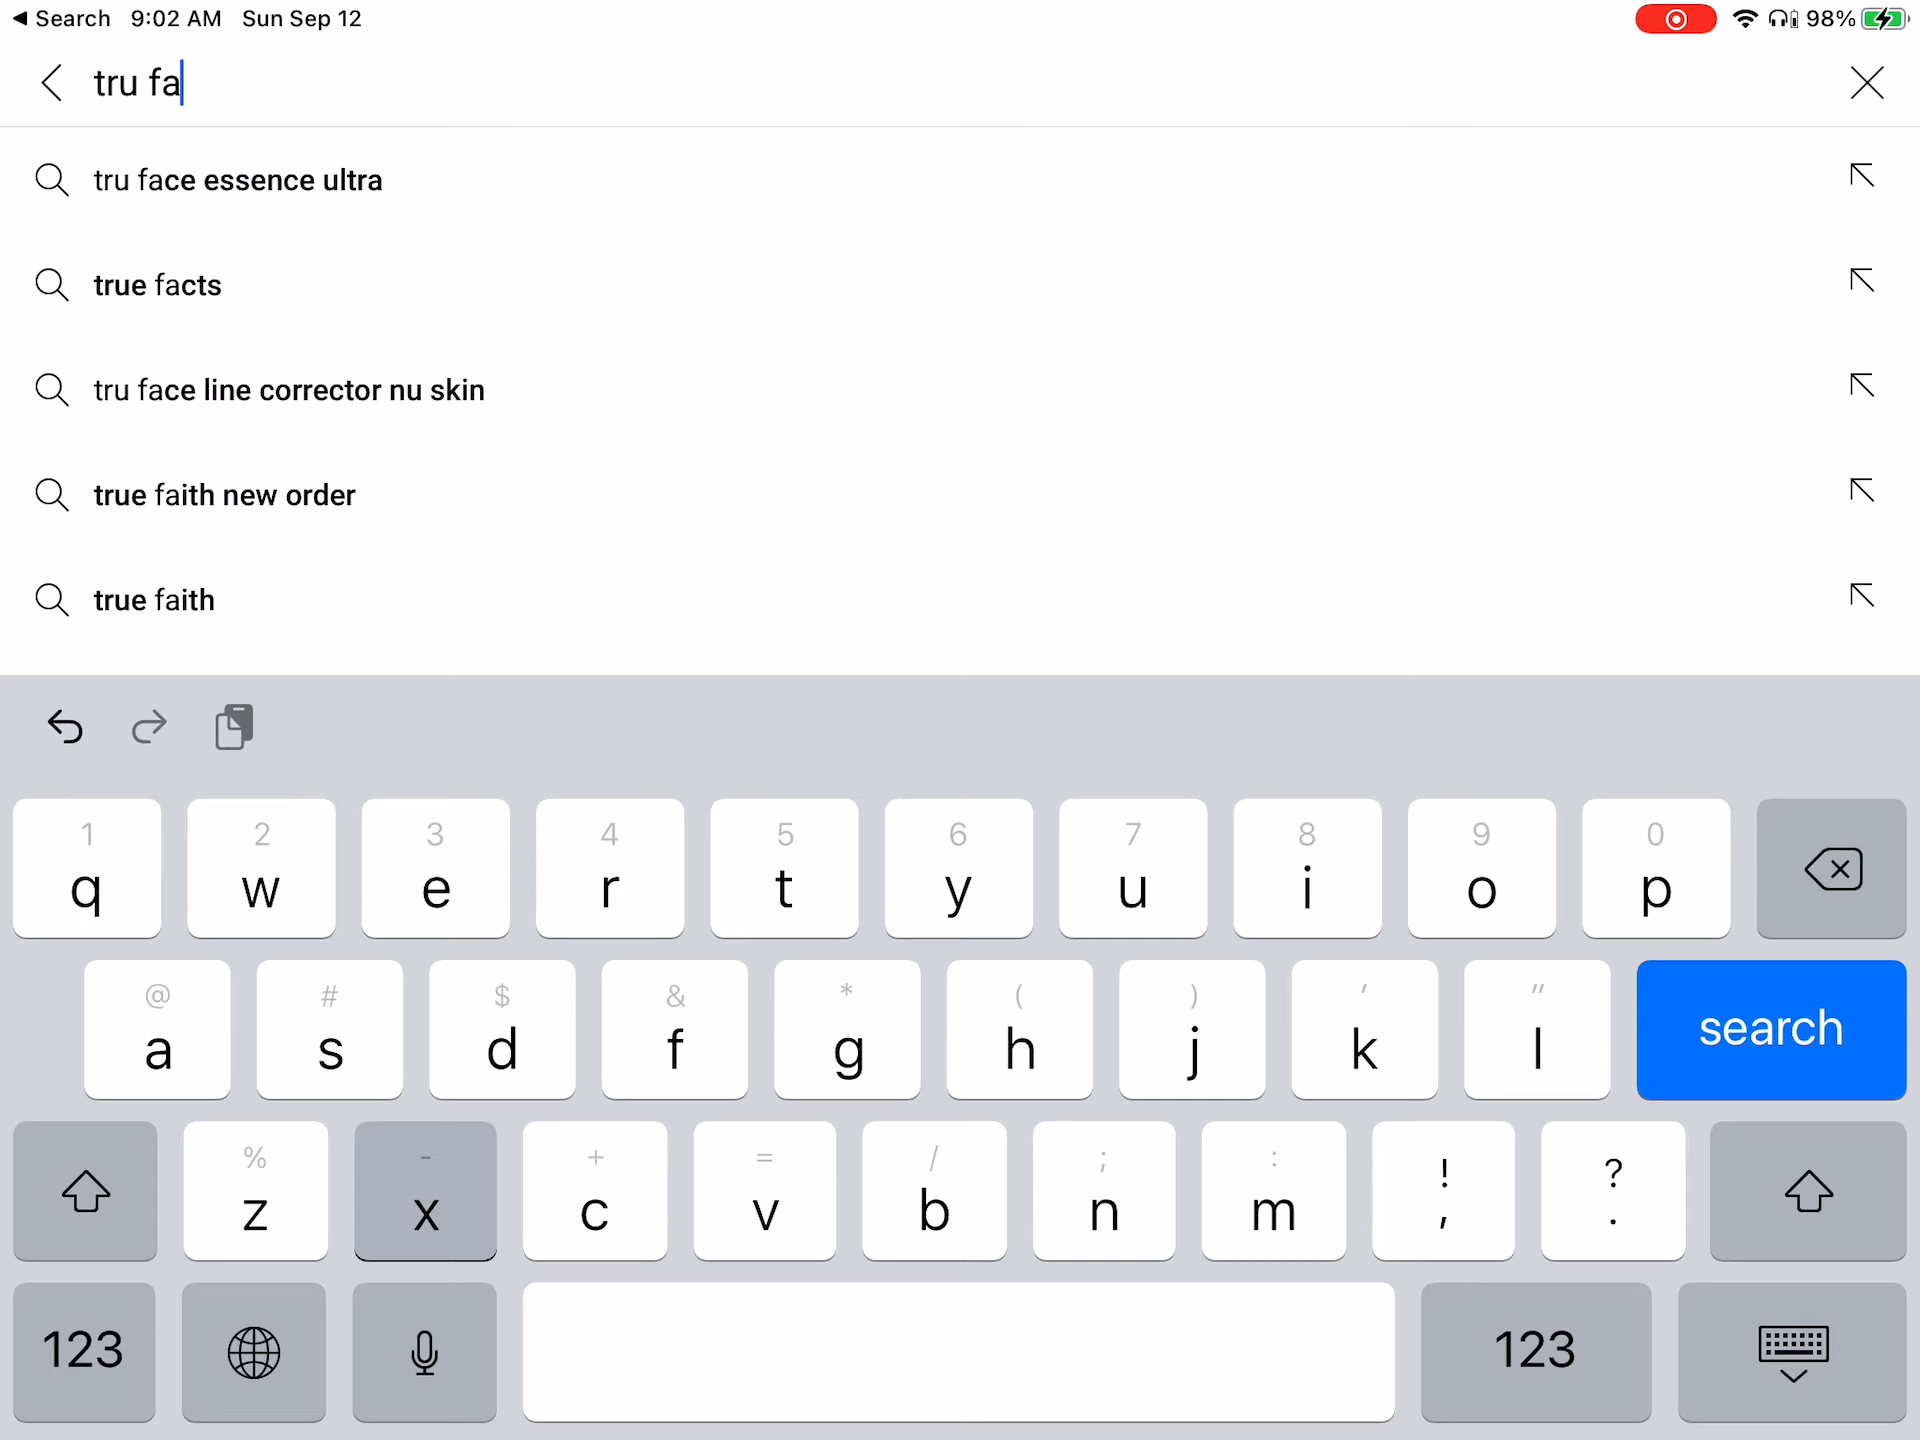 Search 9:02 AM Sun Sep 12 98%
tru fa
tru face essence ultra
true facts
tru face line corrector nu skin
true faith new order
true faith
1 2 3 4 5 6 7 8 9 0
q w e r t y u i o p
@ # $ & * ( ) ' "
a s d f g h j k l search
% - + = / ; : ! ?
z x c v b n m , .
123 123